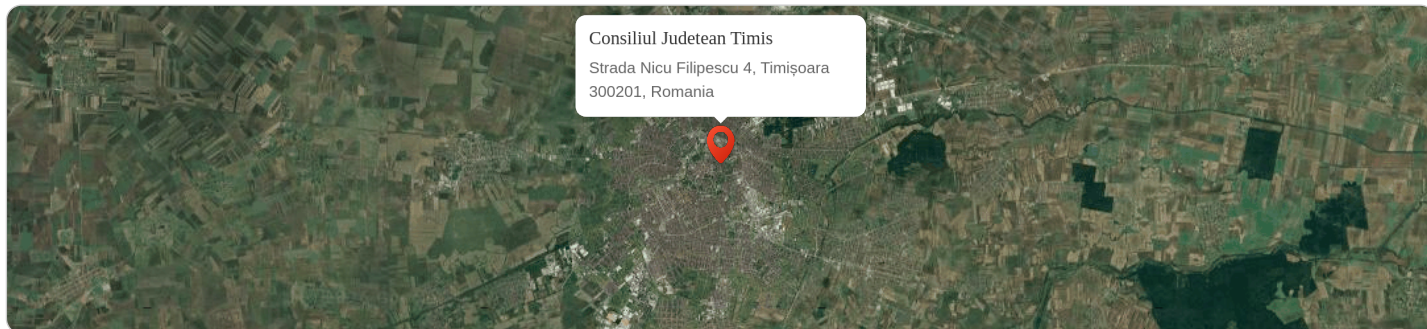 Consiliul Judetean Timis
Strada Nicu Filipescu 4, Timișoara
300201, Romania